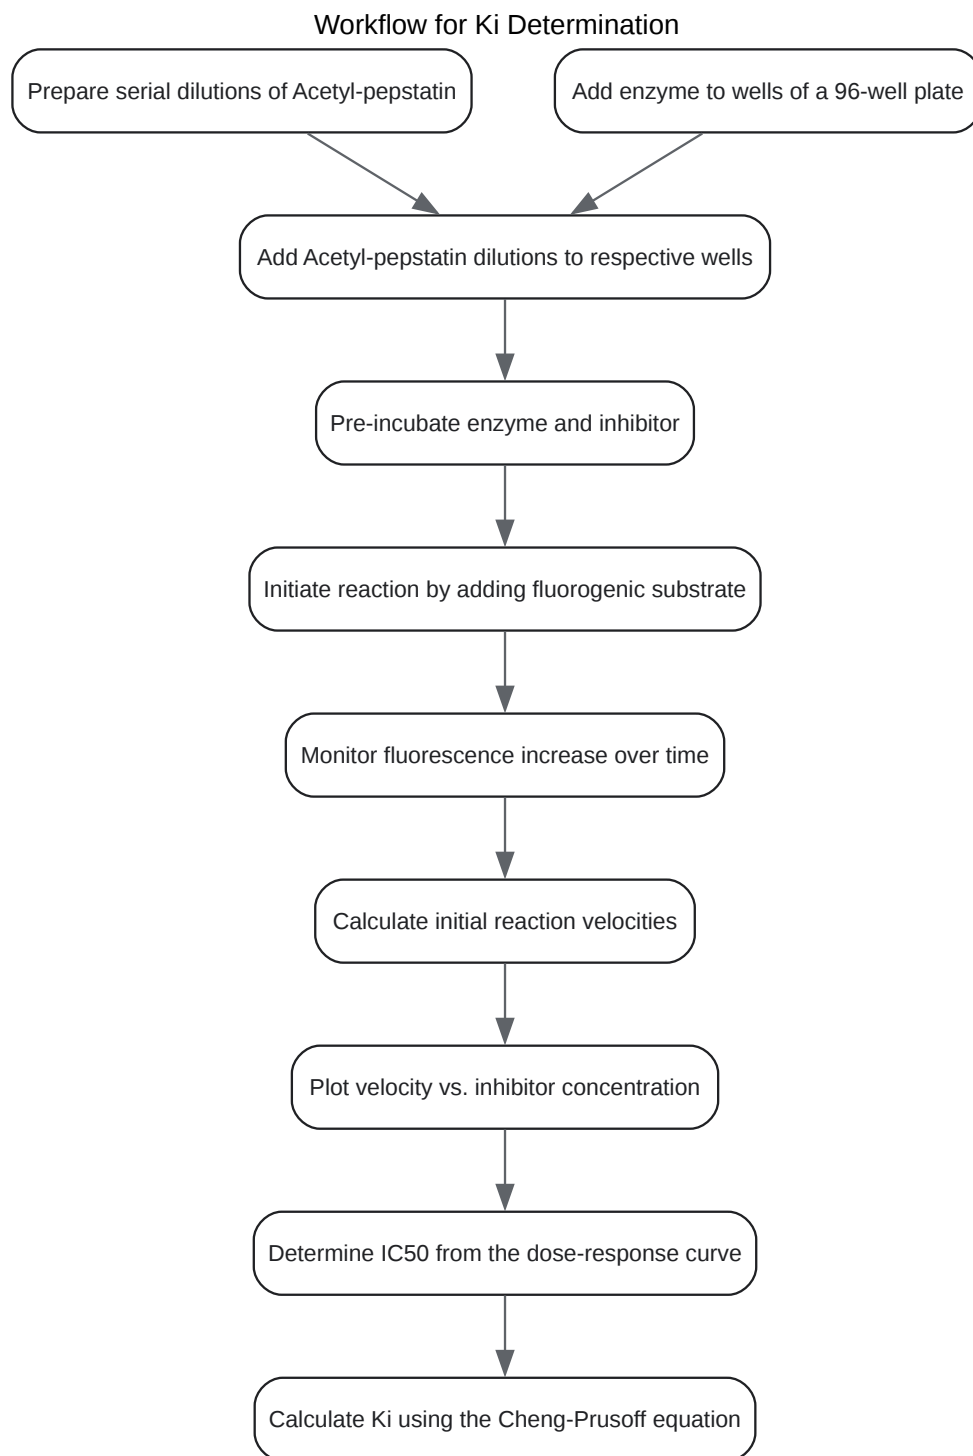 Workflow for Ki Determination
Prepare serial dilutions of Acetyl-pepstatin
Add enzyme to wells of a 96-well plate
Add Acetyl-pepstatin dilutions to respective wells
Pre-incubate enzyme and inhibitor
Initiate reaction by adding fluorogenic substrate
Monitor fluorescence increase over time
Calculate initial reaction velocities
Plot velocity vs. inhibitor concentration
Determine IC50 from the dose-response curve
Calculate Ki using the Cheng-Prusoff equation